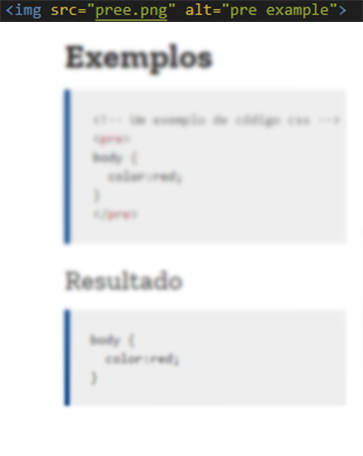 <img src="pree.png" alt="pre example">
Exemplos
<!-- Um exemplo de código css -->
<pre>
body {
color:red;
}
</pre>
Resultado
body {
color:red;
}